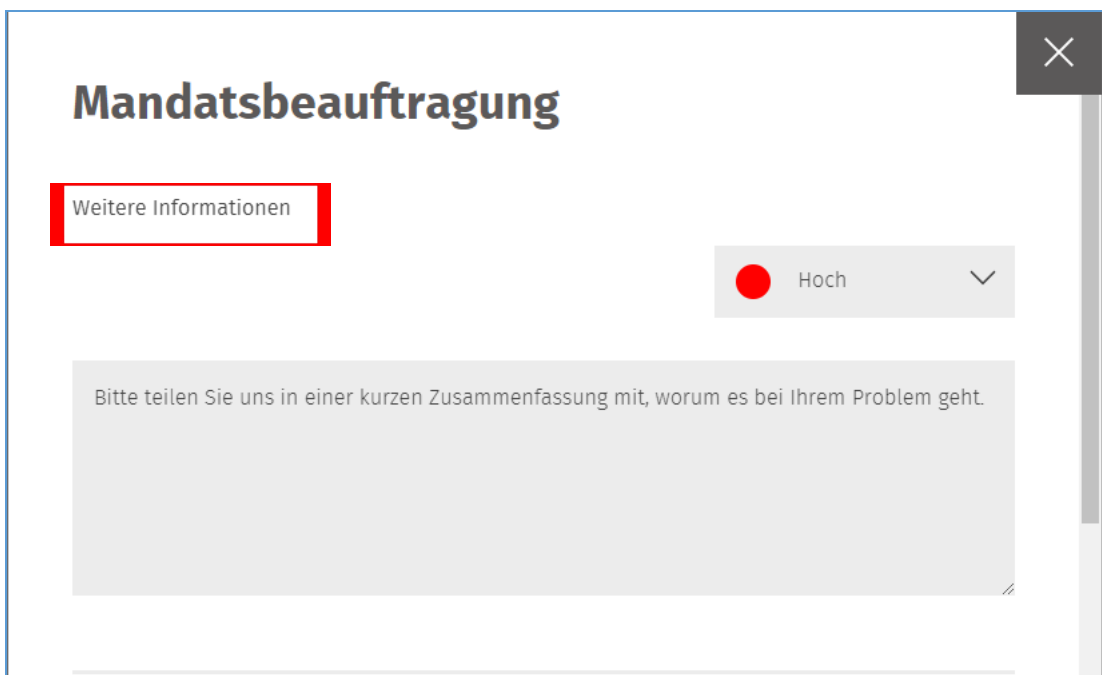 Mandatsbeauftragung
Weitere Informationen
Hoch
Bitte teilen Sie uns in einer kurzen Zusammenfassung mit, worum es bei Ihrem Problem geht.